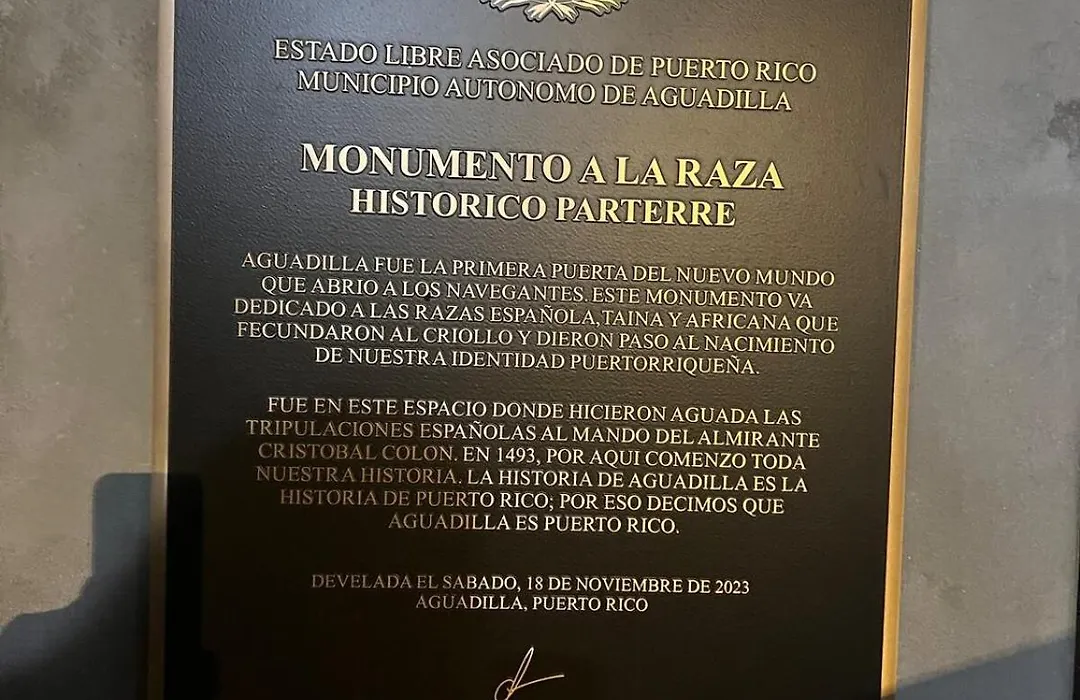 ESTADO LIBRE ASOCIADO DE PUERTO RICO
MUNICIPIO AUTONOMO DE AGUADILLA
MONUMENTO A LA RAZA
HISTORICO PARTERRE
AGUADILLA FUE LA PRIMERA PUERTA DEL NUEVO MUNDO
QUE ABRIO A LOS NAVEGANTES. ESTE MONUMENTO VA
DEDICADO A LAS RAZAS ESPAÑOLA, TAINA Y AFRICANA QUE
FECUNDARON AL CRIOLLO Y DIERON PASO AL NACIMIENTO
DE NUESTRA IDENTIDAD PUERTORRIQUEÑA.
FUE EN ESTE ESPACIO DONDE HICIERON AGUADA LAS
TRIPULACIONES ESPAÑOLAS AL MANDO DEL ALMIRANTE
CRISTOBAL COLON. EN 1493, POR AQUI COMENZO TODA
NUESTRA HISTORIA. LA HISTORIA DE AGUADILLA ES LA
HISTORIA DE PUERTO RICO; POR ESO DECIMOS QUE
AGUADILLA ES PUERTO RICO.
DEVELADA EL SABADO, 18 DE NOVIEMBRE DE 2023
AGUADILLA, PUERTO RICO